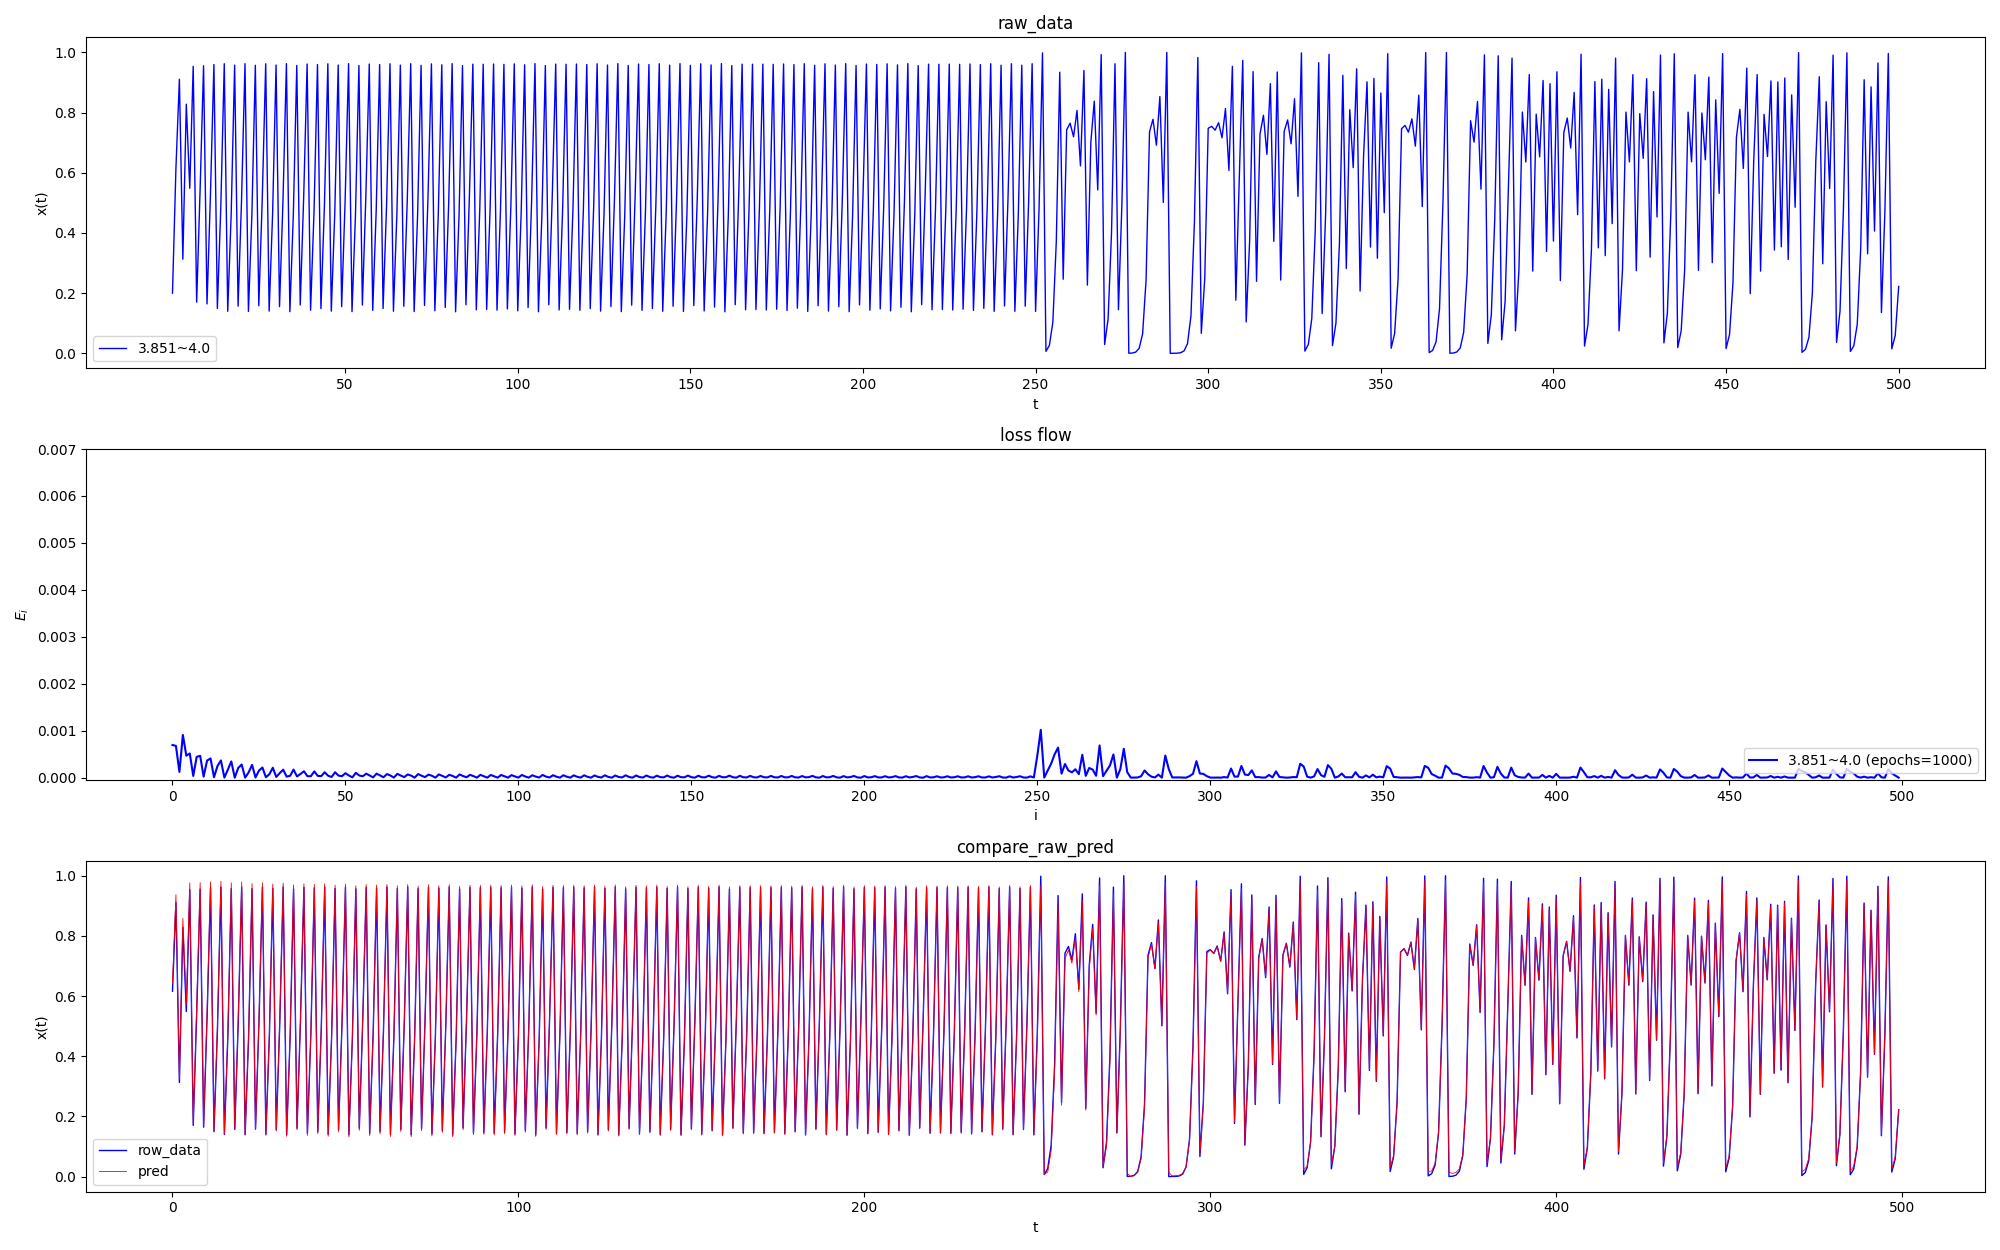 raw_data
1.0
0.8
0.6
0.4
0.2
0.0
x(t)
3.851~4.0
50 100 150 200 250 300 350 400 450 500
t
loss flow
0.007
0.006
0.005
0.004
0.003
0.002
0.001
0.000
E_i
3.851~4.0 (epochs=1000)
0 50 100 150 200 250 300 350 400 450 500
i
compare_raw_pred
1.0
0.8
0.6
0.4
0.2
0.0
x(t)
row_data
pred
0 100 200 300 400 500
t